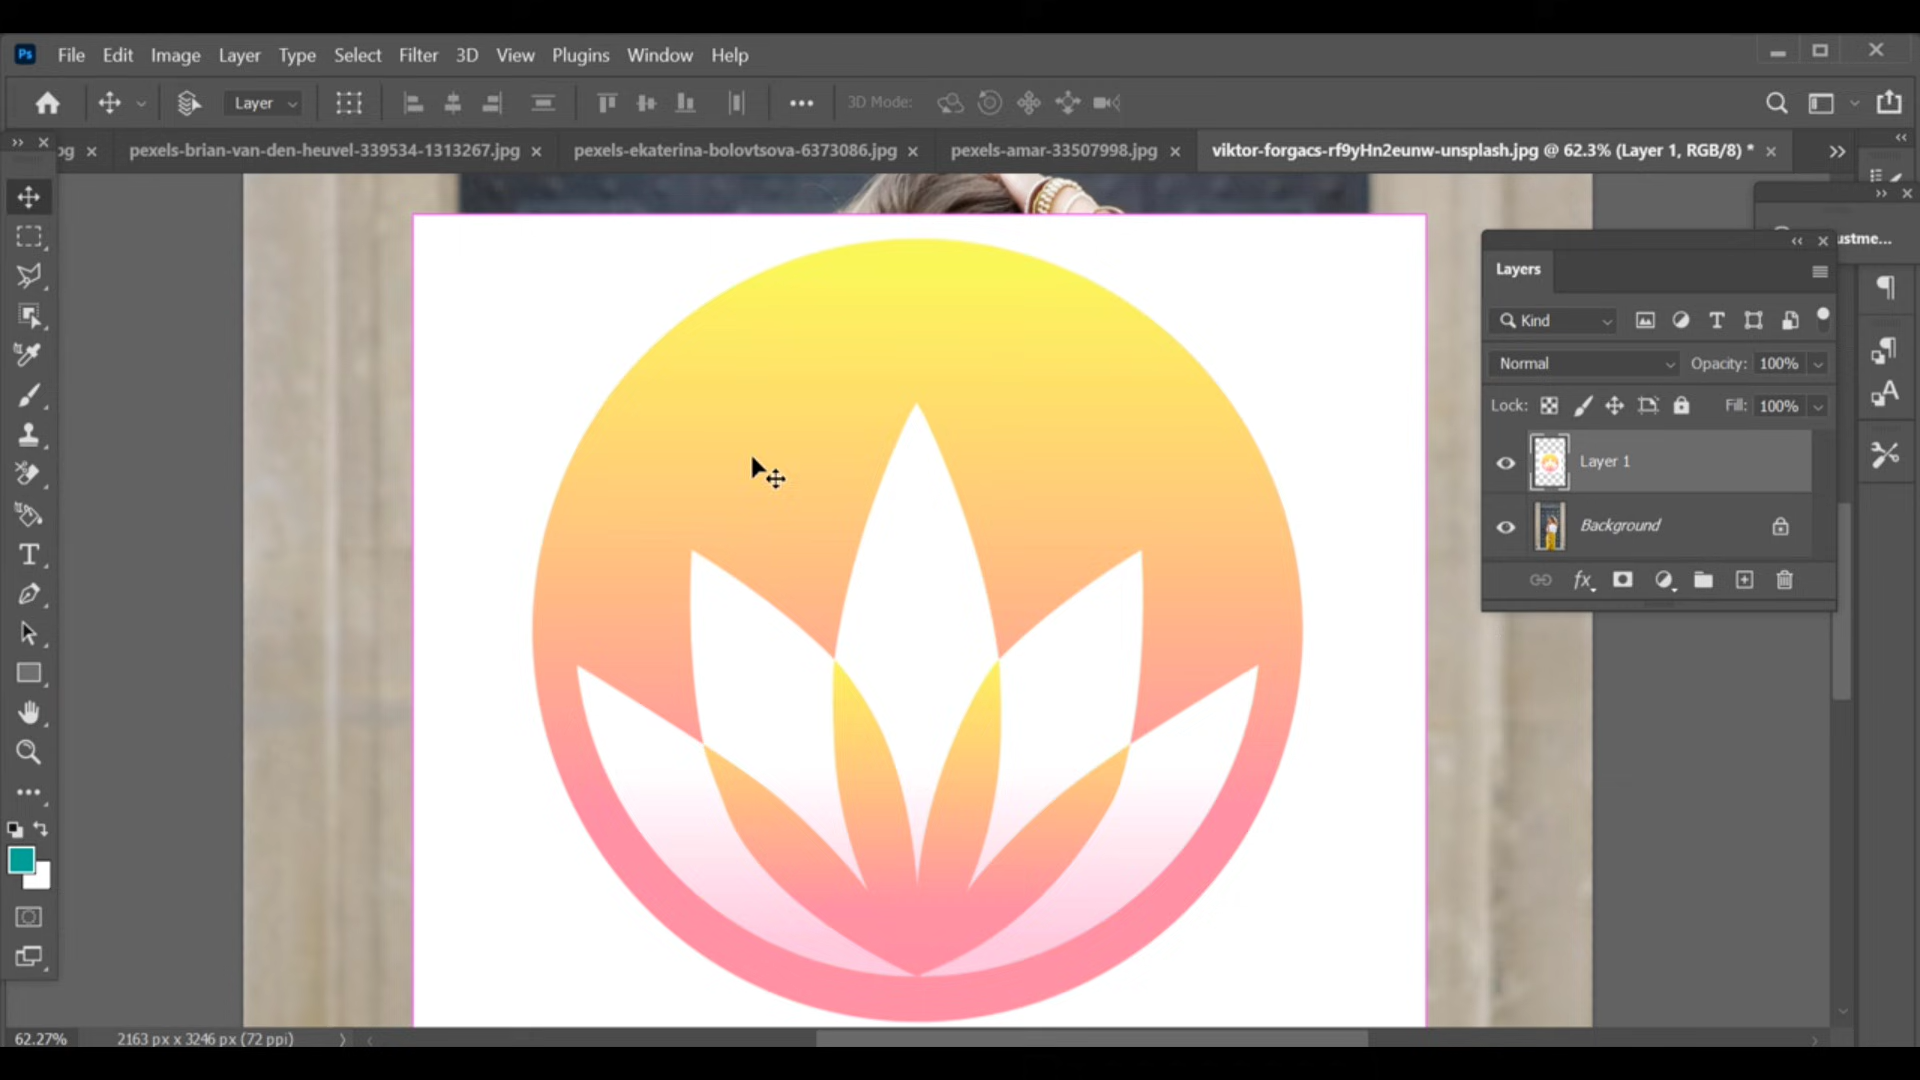 Ps File Edit Image Layer Type Select Filter 3D View Plugins Window Help
Layer 3D Mode:
pg pexels-brian-van-den-heuvel-339534-1313267.jpg pexels-ekaterina-bolovtsova-6373086.jpg pexels-amar-33507998.jpg viktor-forgacs-rf9yHn2eunw-unsplash.jpg @ 62.3% (Layer 1, RGB/8) *
ustme...
Layers
Kind
Normal Opacity: 100%
Lock: Fill: 100%
Layer 1
Background
fx
62.27% 2163 px x 3246 px (72 ppi)